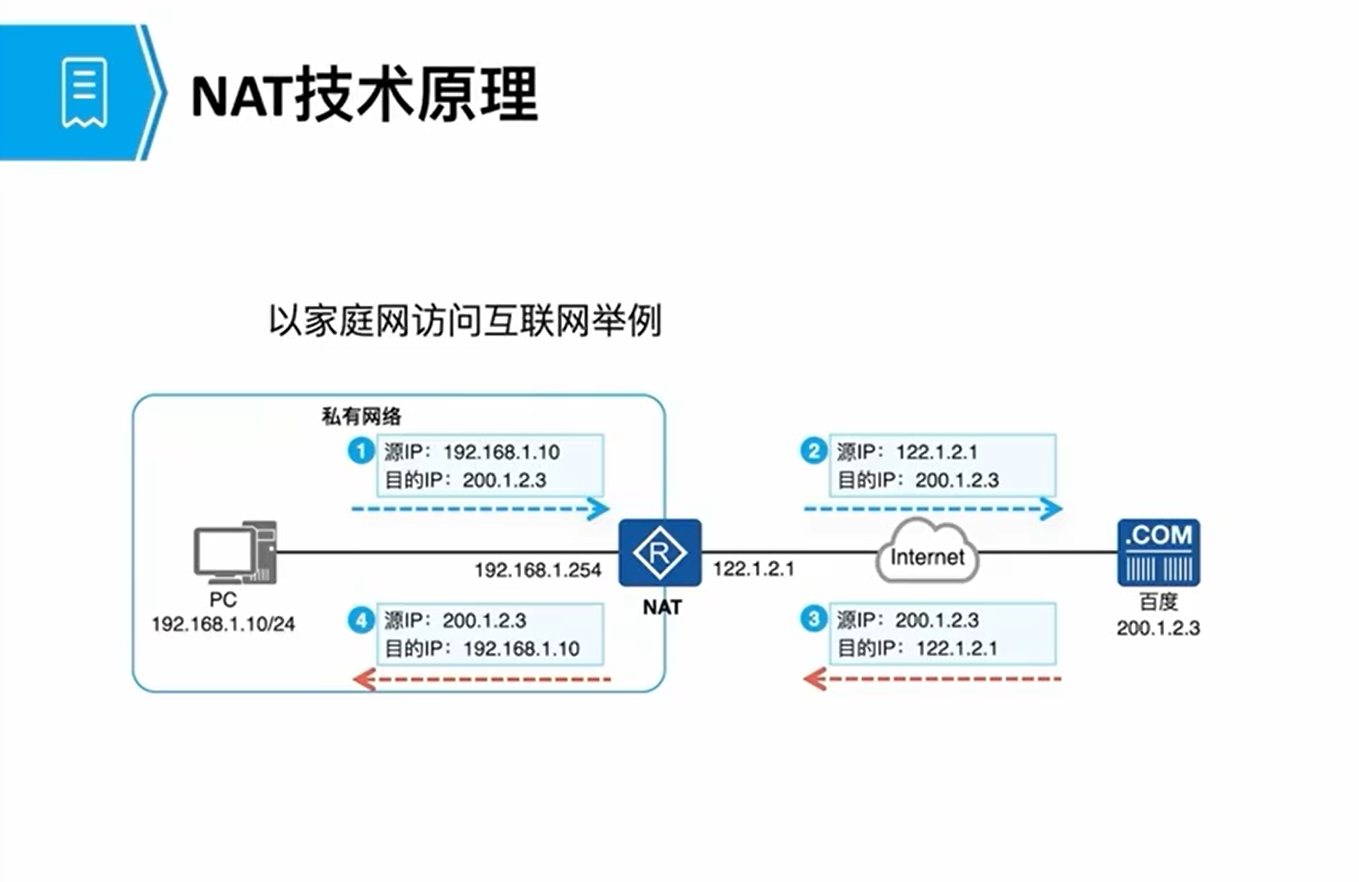 NAT技术原理
以家庭网访问互联网举例
私有网络
1
源IP：192.168.1.10
目的IP：200.1.2.3
2
源IP：122.1.2.1
目的IP：200.1.2.3
R
Internet
.COM
192.168.1.254
122.1.2.1
NAT
PC
192.168.1.10/24
百度
200.1.2.3
4
源IP：200.1.2.3
目的IP：192.168.1.10
3
源IP：200.1.2.3
目的IP：122.1.2.1